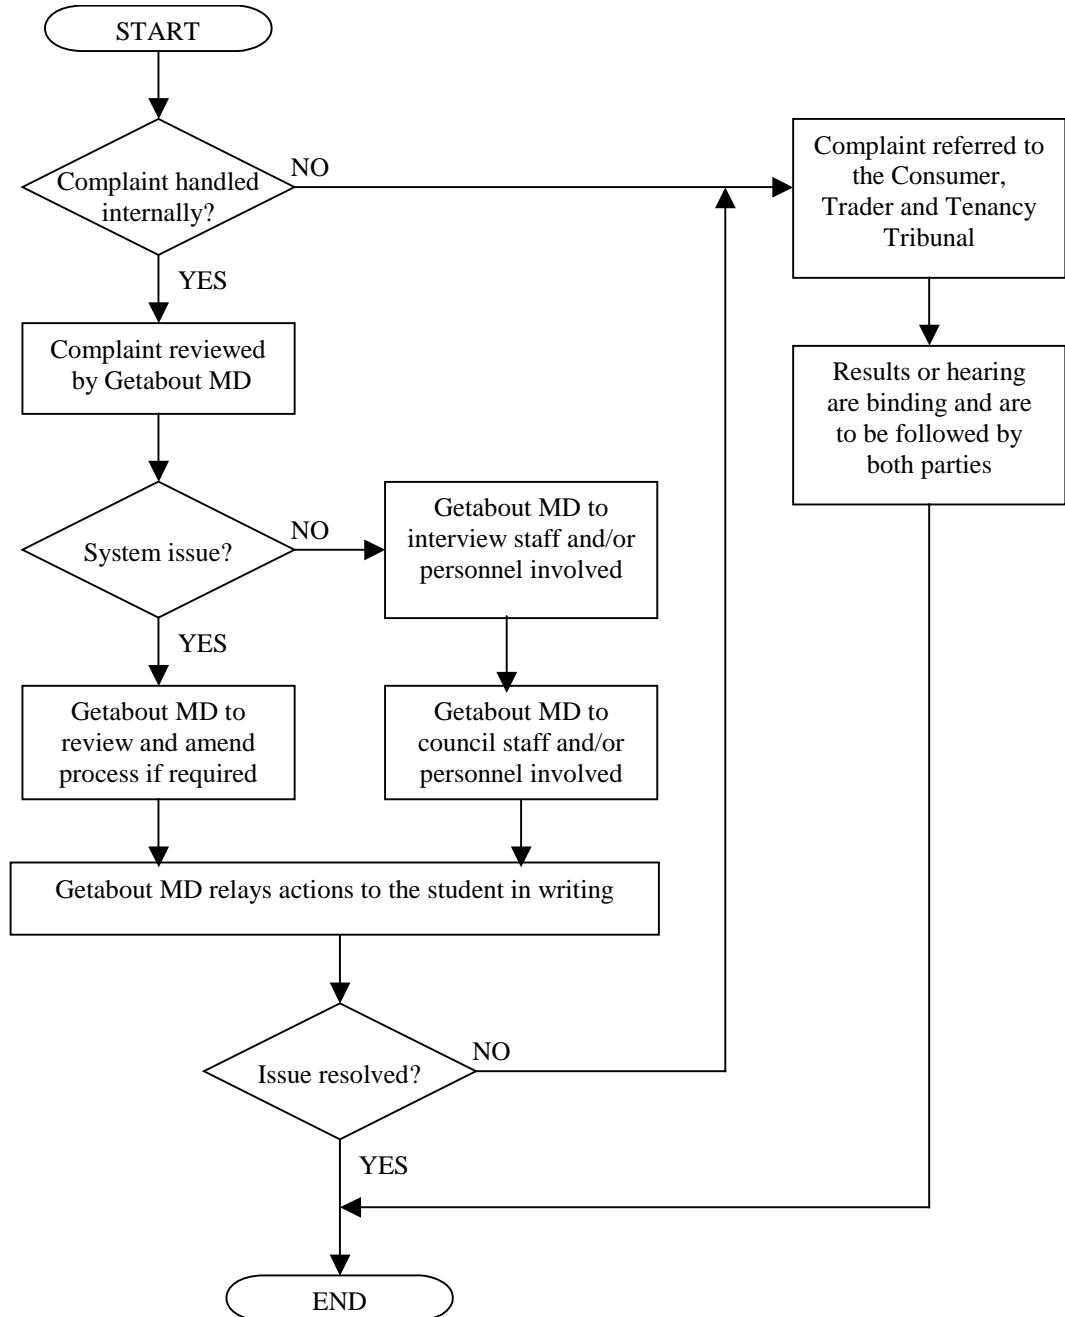 START
Complaint handled
internally?
NO
YES
Complaint referred to
the Consumer,
Trader and Tenancy
Tribunal
Complaint reviewed
by Getabout MD
Results or hearing
are binding and are
to be followed by
both parties
System issue?
NO
YES
Getabout MD to
interview staff and/or
personnel involved
Getabout MD to
review and amend
process if required
Getabout MD to
council staff and/or
personnel involved
Getabout MD relays actions to the student in writing
Issue resolved?
NO
YES
END